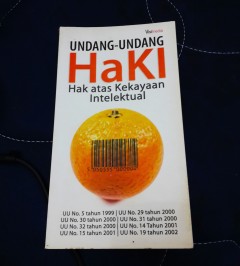 Visimedia
UNDANG-UNDANG
HaKI
Hak atas Kekayaan
Intelektual
UU No. 5 tahun 1999 | UU No. 29 tahun 2000
UU No. 30 tahun 2000 | UU No. 31 tahun 2000
UU No. 32 tahun 2000 | UU No. 14 Tahun 2001
UU No. 15 tahun 2001 | UU No. 19 tahun 2002